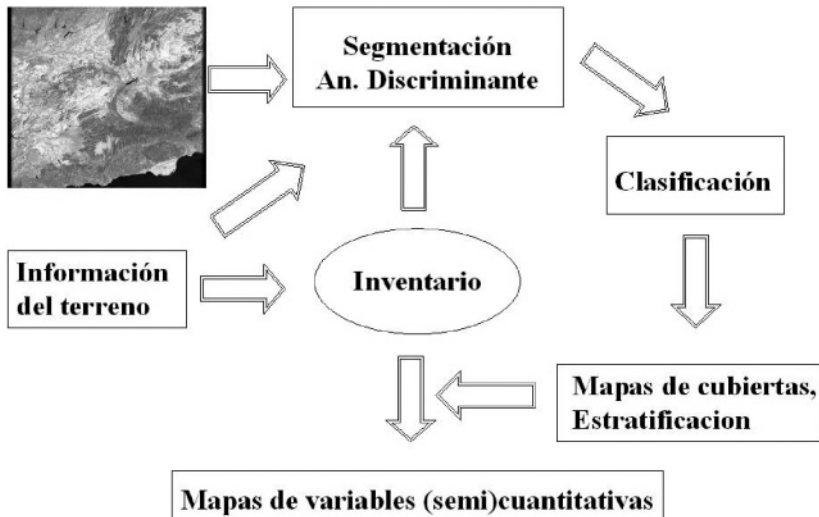 Segmentación
An. Discriminante
Clasificación
Información
del terreno
Inventario
Mapas de cubiertas,
Estratificacion
Mapas de variables (semi)cuantitativas